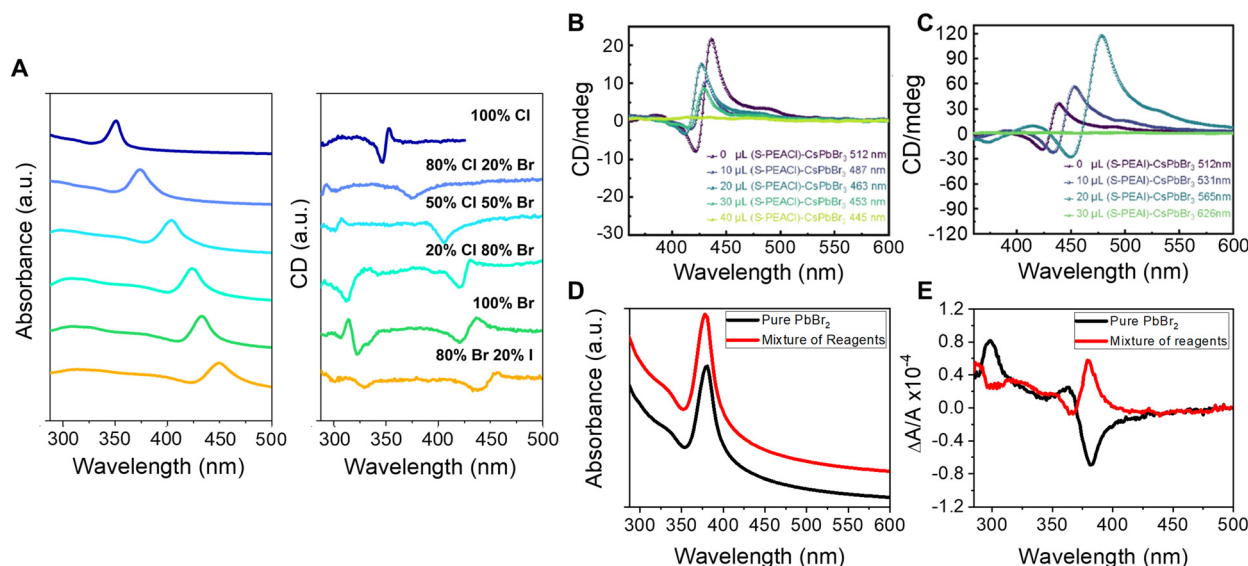 A
Absorbance (a.u.)
300 350 400 450 500
Wavelength (nm)
CD (a.u.)
100% Cl
80% Cl 20% Br
50% Cl 50% Br
20% Cl 80% Br
100% Br
80% Br 20% I
300 350 400 450 500
Wavelength (nm)
B
CD/mdeg
20
10
0
-10
-20
-30
0 μL (S-PEACl)-CsPbBr3 512 nm
10 μL (S-PEACl)-CsPbBr3 487 nm
20 μL (S-PEACl)-CsPbBr3 463 nm
30 μL (S-PEACl)-CsPbBr3 453 nm
40 μL (S-PEACl)-CsPbBr3 445 nm
400 450 500 550 600
Wavelength (nm)
C
CD/mdeg
120
90
60
30
0
-30
-60
-90
-120
0 μL (S-PEAI)-CsPbBr3 512nm
10 μL (S-PEAI)-CsPbBr3 531nm
20 μL (S-PEAI)-CsPbBr3 565nm
30 μL (S-PEAI)-CsPbBr3 626nm
400 450 500 550 600
Wavelength (nm)
D
Absorbance (a.u.)
Pure PbBr2
Mixture of Reagents
300 350 400 450 500 550 600
Wavelength (nm)
E
ΔA/A x10-4
1.2
0.8
0.4
0.0
-0.4
-0.8
-1.2
Pure PbBr2
Mixture of reagents
300 350 400 450 500
Wavelength (nm)